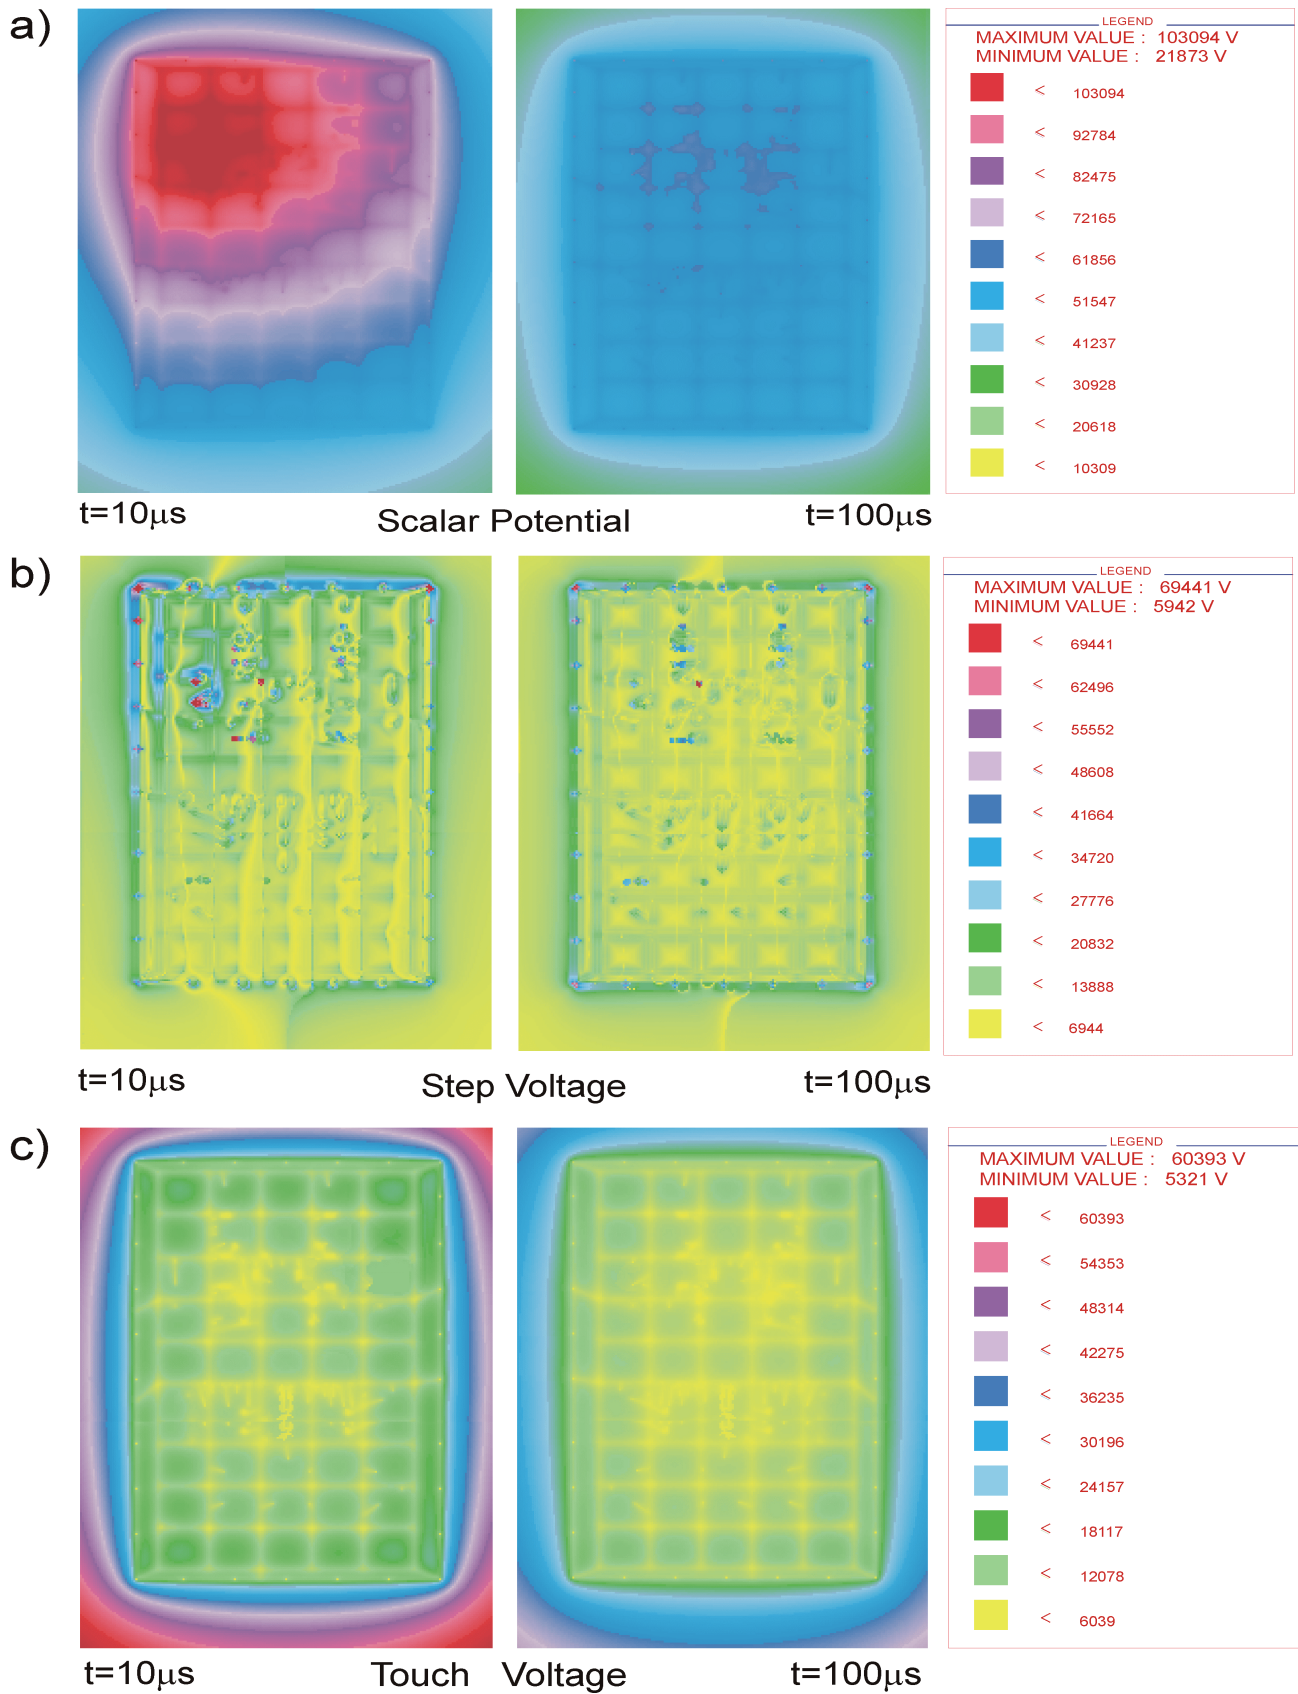 a)
LEGEND
MAXIMUM VALUE : 103094 V
MINIMUM VALUE : 21873 V
< 103094
< 92784
< 82475
< 72165
< 61856
< 51547
< 41237
< 30928
< 20618
< 10309
t=10μs Scalar Potential t=100μs
b)
LEGEND
MAXIMUM VALUE : 69441 V
MINIMUM VALUE : 5942 V
< 69441
< 62496
< 55552
< 48608
< 41664
< 34720
< 27776
< 20832
< 13888
< 6944
t=10μs Step Voltage t=100μs
c)
LEGEND
MAXIMUM VALUE : 60393 V
MINIMUM VALUE : 5321 V
< 60393
< 54353
< 48314
< 42275
< 36235
< 30196
< 24157
< 18117
< 12078
< 6039
t=10μs Touch Voltage t=100μs